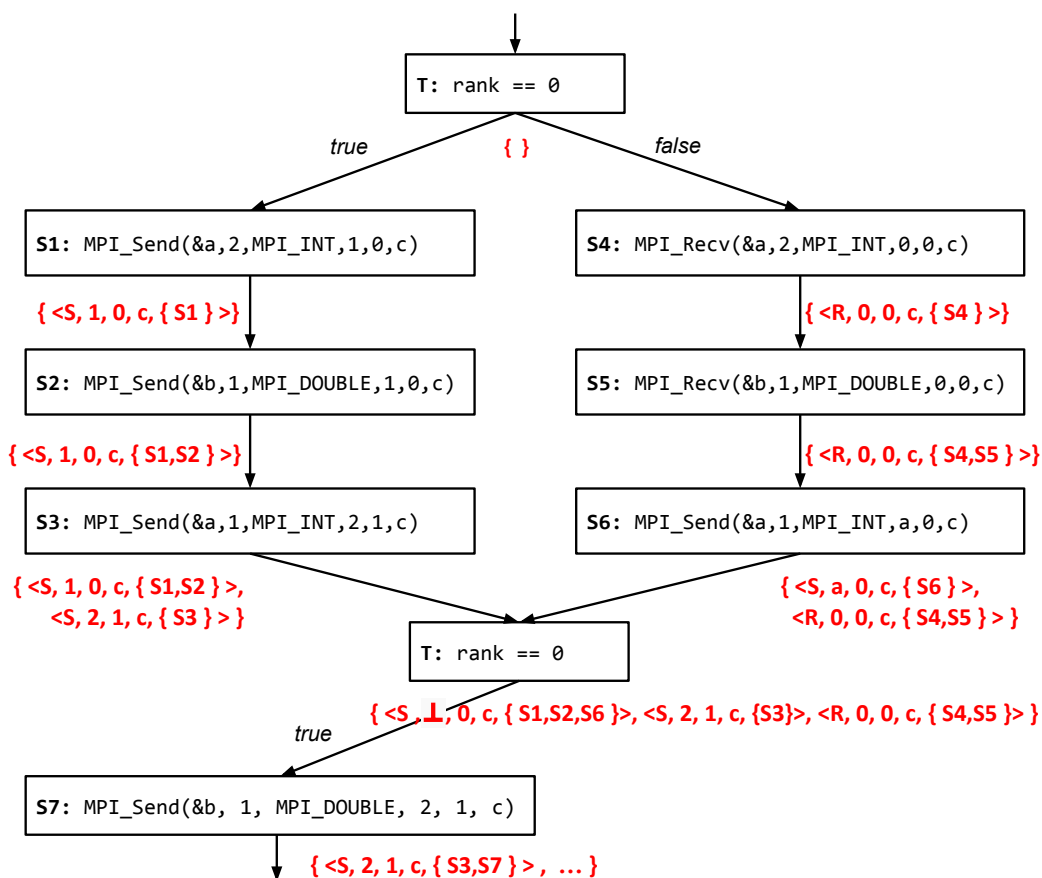 T: rank == 0
true
{ }
false
S1: MPI_Send(&a,2,MPI_INT,1,0,c)
S4: MPI_Recv(&a,2,MPI_INT,0,0,c)
{ <S, 1, 0, c, { S1 } >}
{ <R, 0, 0, c, { S4 } >}
S2: MPI_Send(&b,1,MPI_DOUBLE,1,0,c)
S5: MPI_Recv(&b,1,MPI_DOUBLE,0,0,c)
{ <S, 1, 0, c, { S1,S2 } >}
{ <R, 0, 0, c, { S4,S5 } >}
S3: MPI_Send(&a,1,MPI_INT,2,1,c)
S6: MPI_Send(&a,1,MPI_INT,a,0,c)
{ <S, 1, 0, c, { S1,S2 } >,
<S, 2, 1, c, { S3 } > }
{ <S, a, 0, c, { S6 } >,
<R, 0, 0, c, { S4,S5 } > }
T: rank == 0
{ <S ,⊥, 0, c, { S1,S2,S6 }>, <S, 2, 1, c, {S3}>, <R, 0, 0, c, { S4,S5 }> }
true
S7: MPI_Send(&b, 1, MPI_DOUBLE, 2, 1, c)
{ <S, 2, 1, c, { S3,S7 } > , ... }